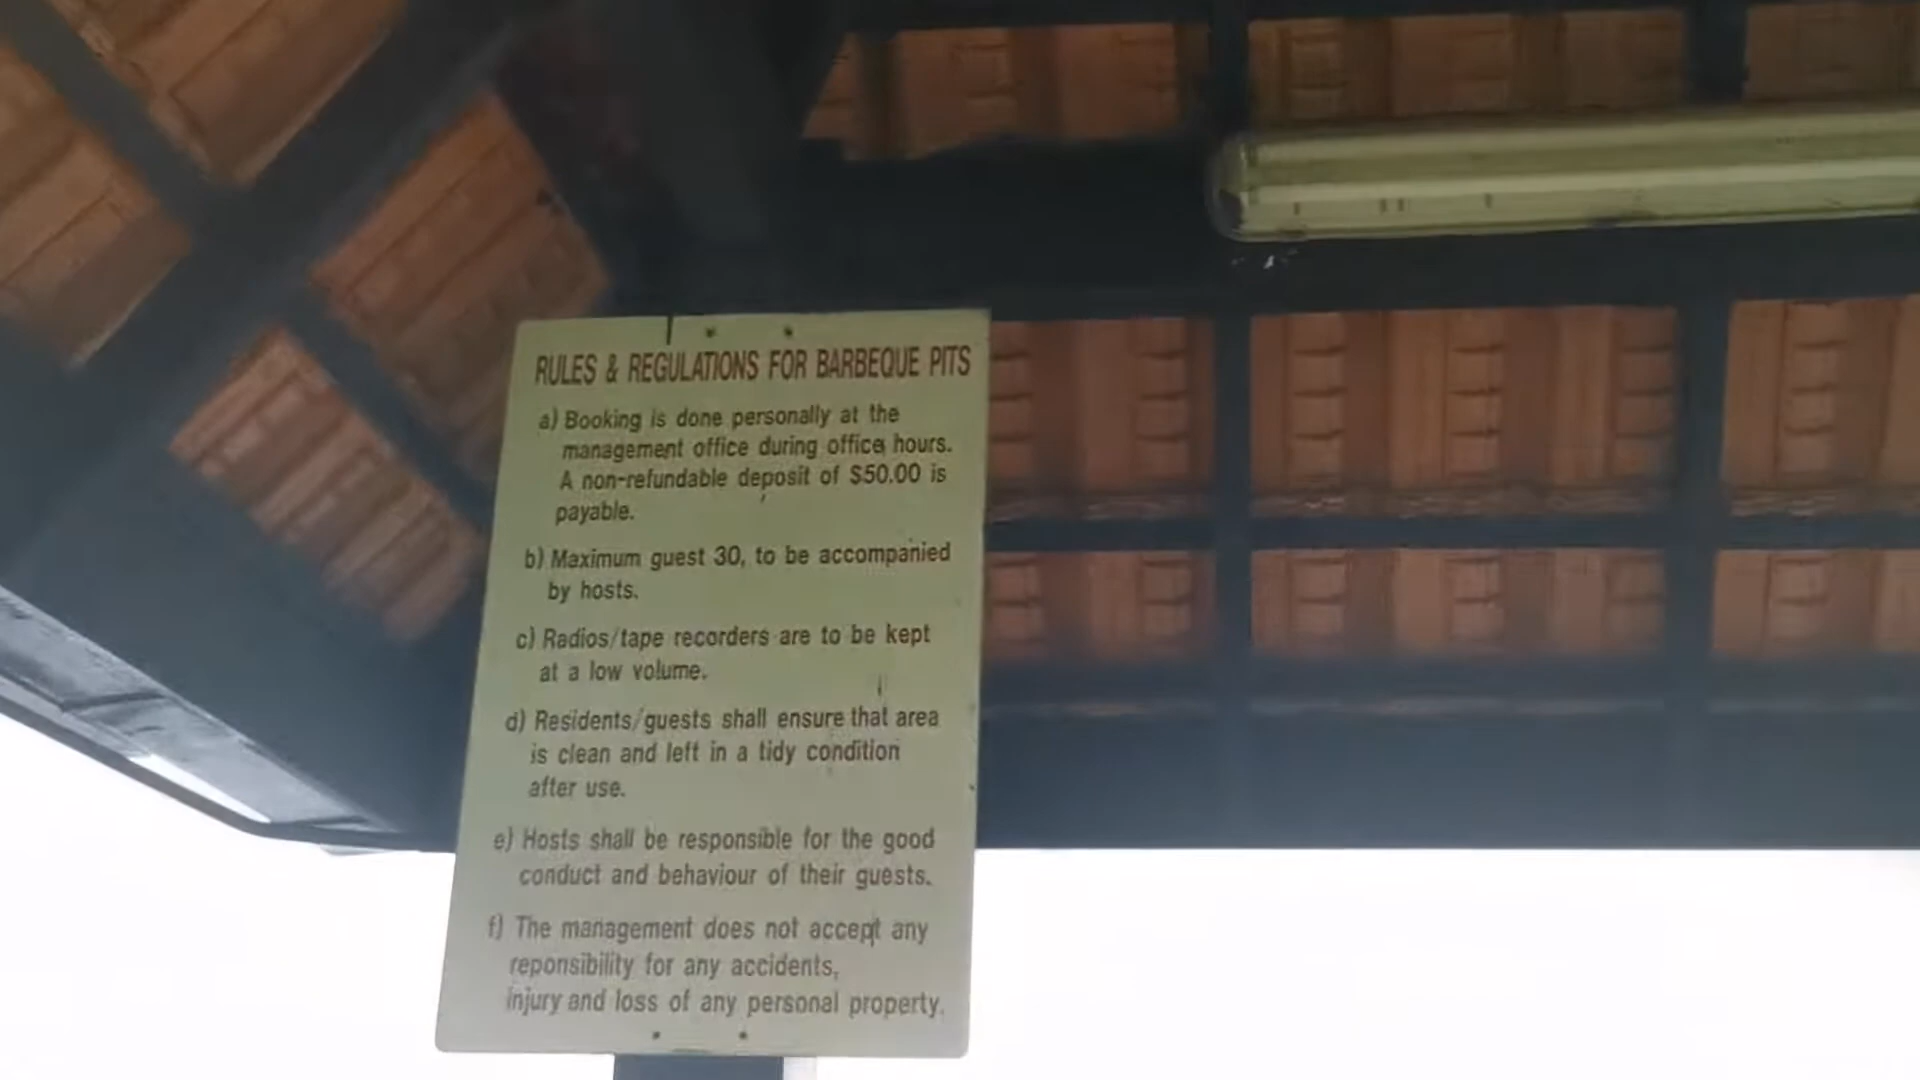 RULES & REGULATIONS FOR BARBEQUE PITS
a) Booking is done personally at the
management office during office hours.
A non-refundable deposit of $50.00 is
payable.
b) Maximum guest 30, to be accompanied
by hosts.
c) Radios/tape recorders are to be kept
at a low volume.
d) Residents/guests shall ensure that area
is clean and left in a tidy condition
after use.
e) Hosts shall be responsible for the good
conduct and behaviour of their guests.
f) The management does not accept any
reponsibility for any accidents,
injury and loss of any personal property.